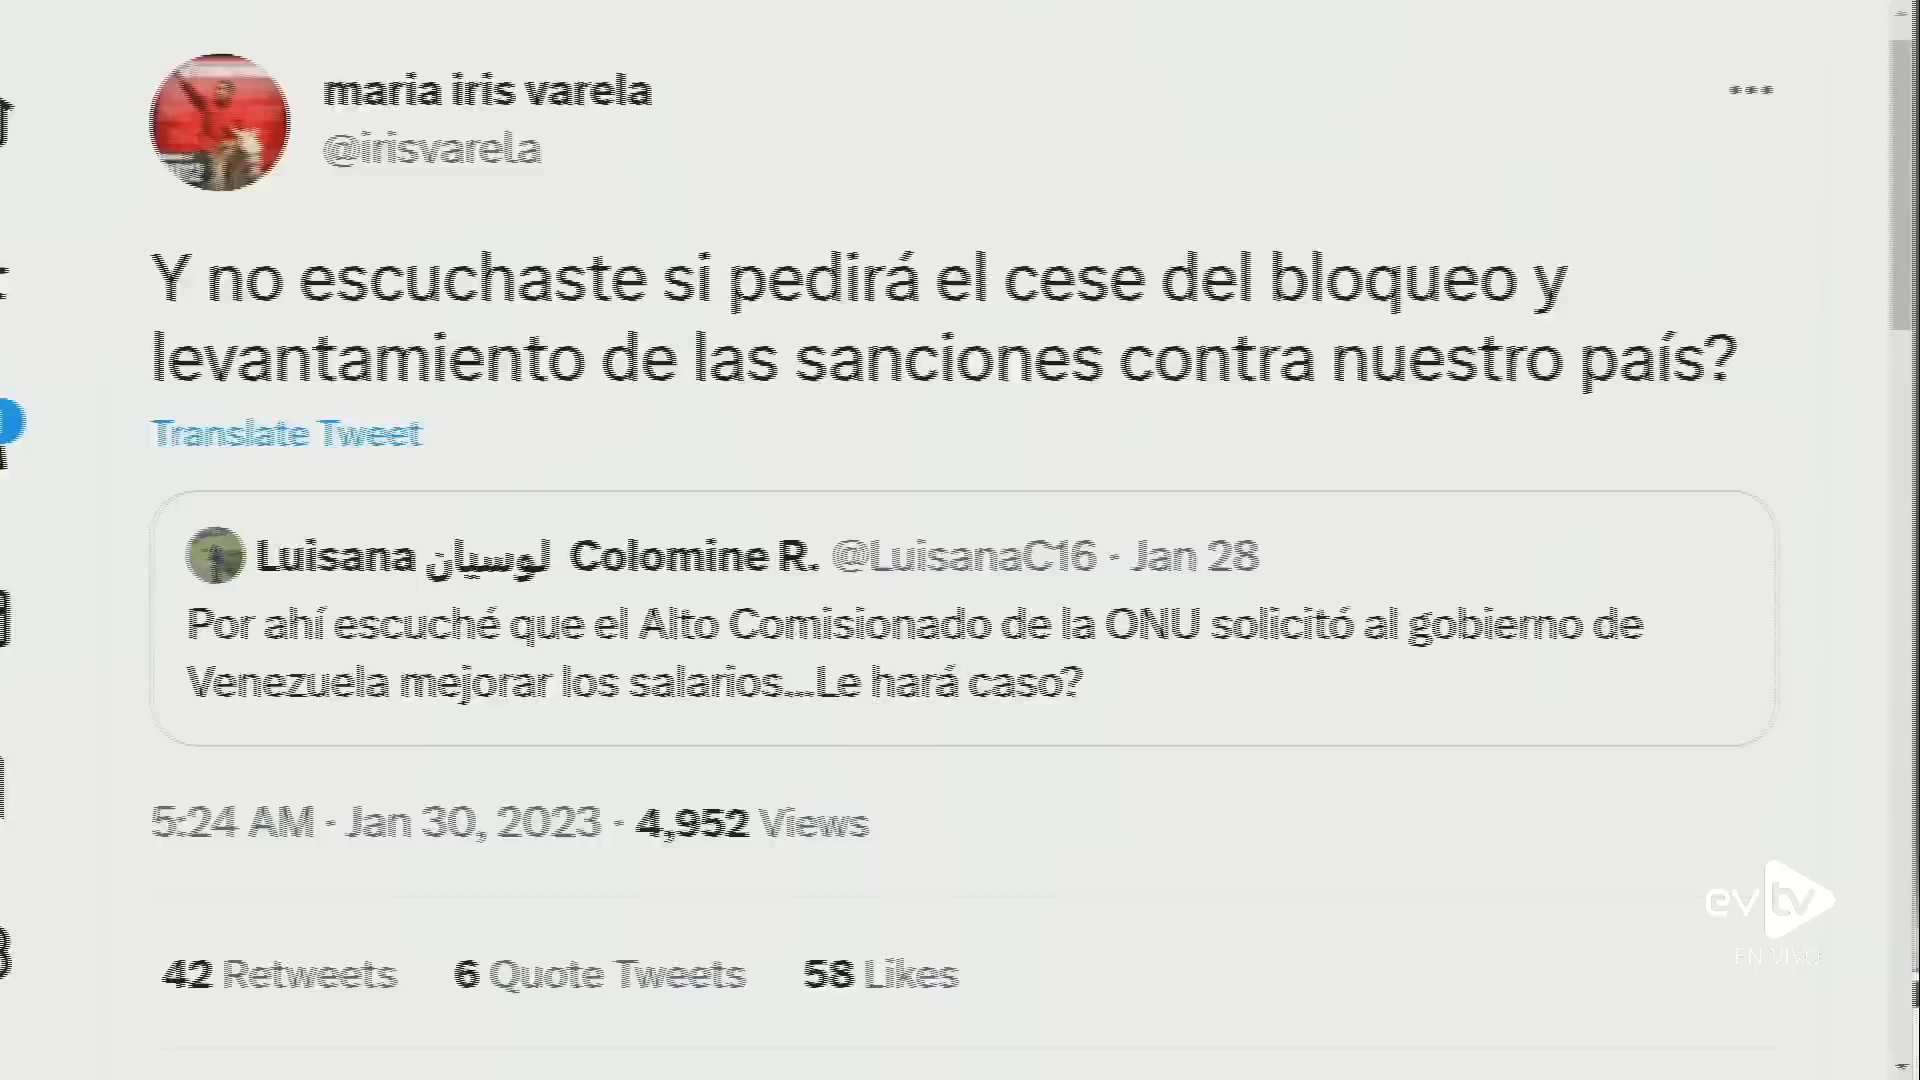 maria iris varela
@irisvarela
Y no escuchaste si pedirá el cese del bloqueo y
levantamiento de las sanciones contra nuestro país?
Translate Tweet
Luisana لوسيان Colomine R. @LuisanaC16 · Jan 28
Por ahí escuché que el Alto Comisionado de la ONU solicitó al gobierno de
Venezuela mejorar los salarios...Le hará caso?
5:24 AM · Jan 30, 2023 · 4,952 Views
evtv
EN VIVO
42 Retweets 6 Quote Tweets 58 Likes